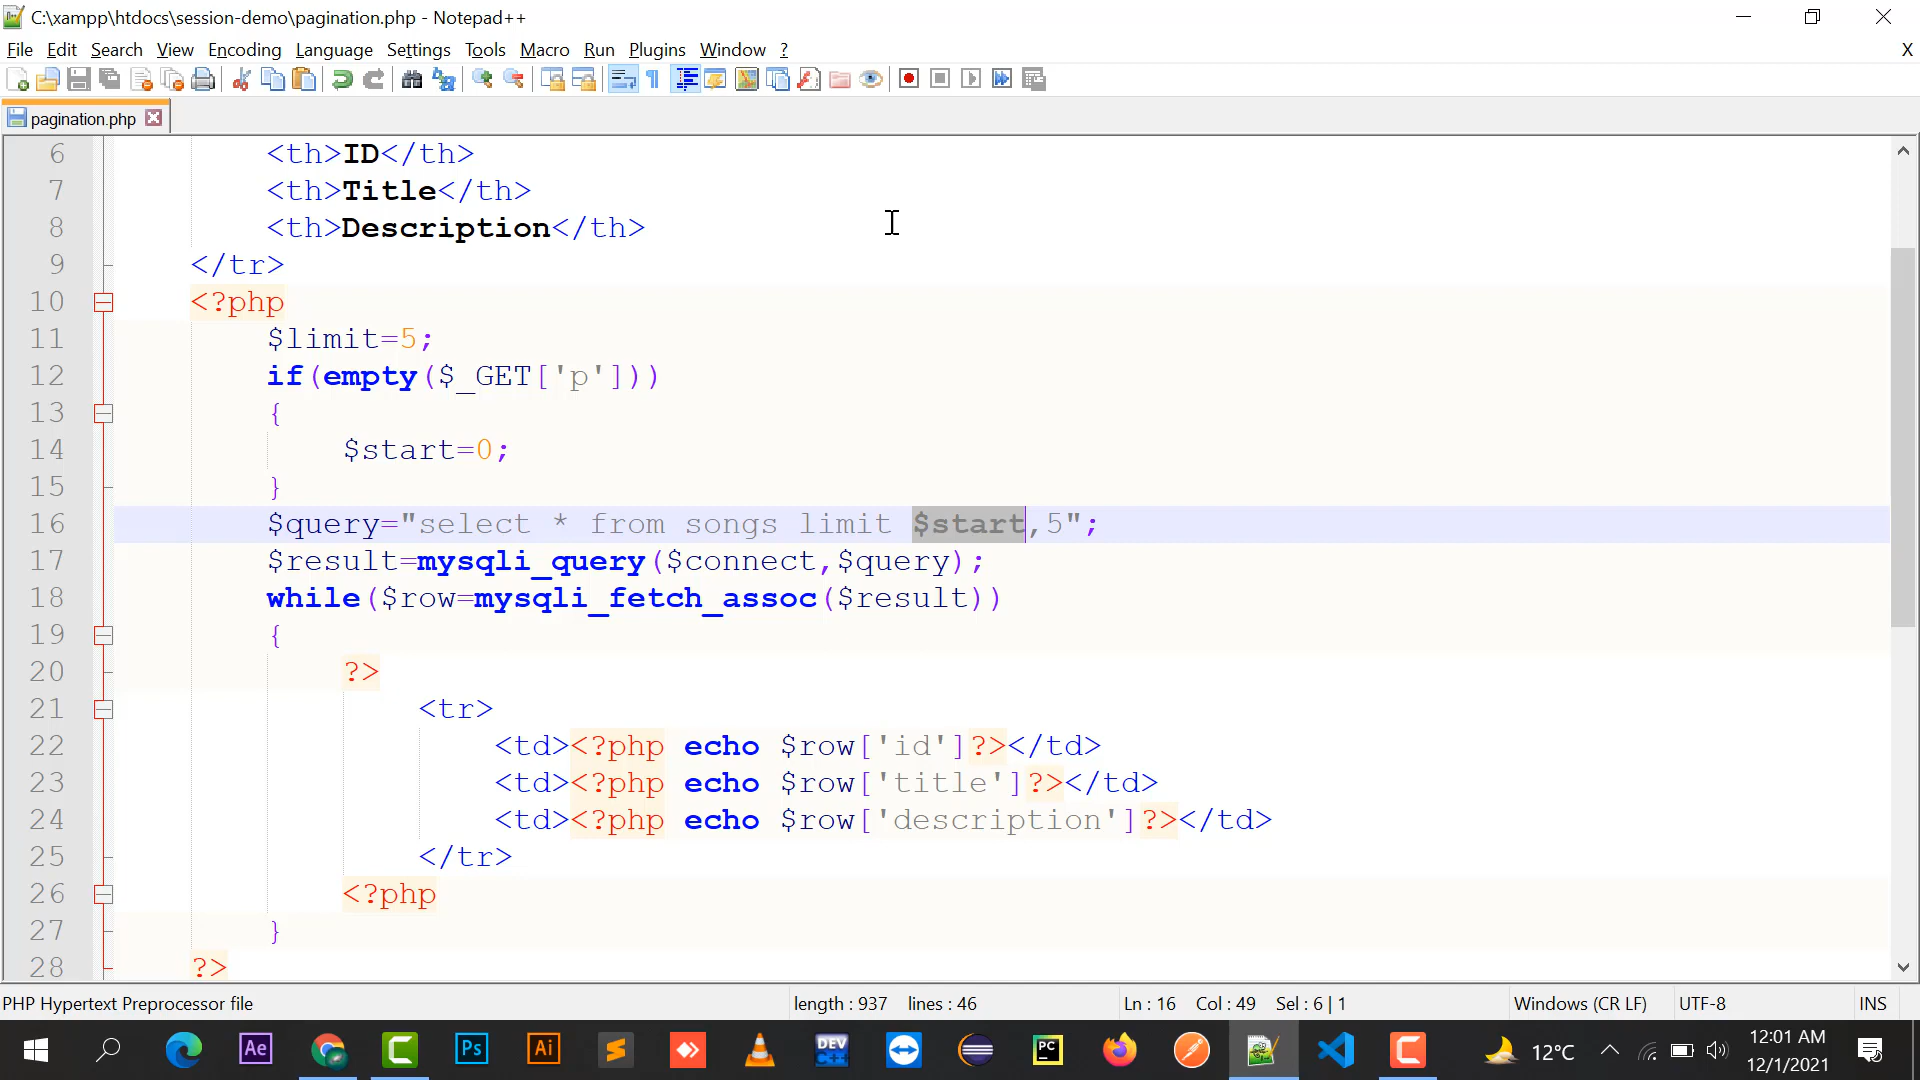 C:\xampp\htdocs\session-demo\pagination.php - Notepad++
File Edit Search View Encoding Language Settings Tools Macro Run Plugins Window ? X
pagination.php
6 <th>ID</th>
7 <th>Title</th>
8 <th>Description</th>
9 </tr>
10 <?php
11 $limit=5;
12 if(empty($_GET['p']))
13 {
14 $start=0;
15 }
16 $query="select * from songs limit $start,5";
17 $result=mysqli_query($connect,$query);
18 while($row=mysqli_fetch_assoc($result))
19 {
20 ?>
21 <tr>
22 <td><?php echo $row['id']?></td>
23 <td><?php echo $row['title']?></td>
24 <td><?php echo $row['description']?></td>
25 </tr>
26 <?php
27 }
28 ?>
PHP Hypertext Preprocessor file length : 937 lines : 46 Ln : 16 Col : 49 Sel : 6 | 1 Windows (CR LF) UTF-8 INS
Ae Ps Ai DEV C++ PC 12°C 12:01 AM
12/1/2021